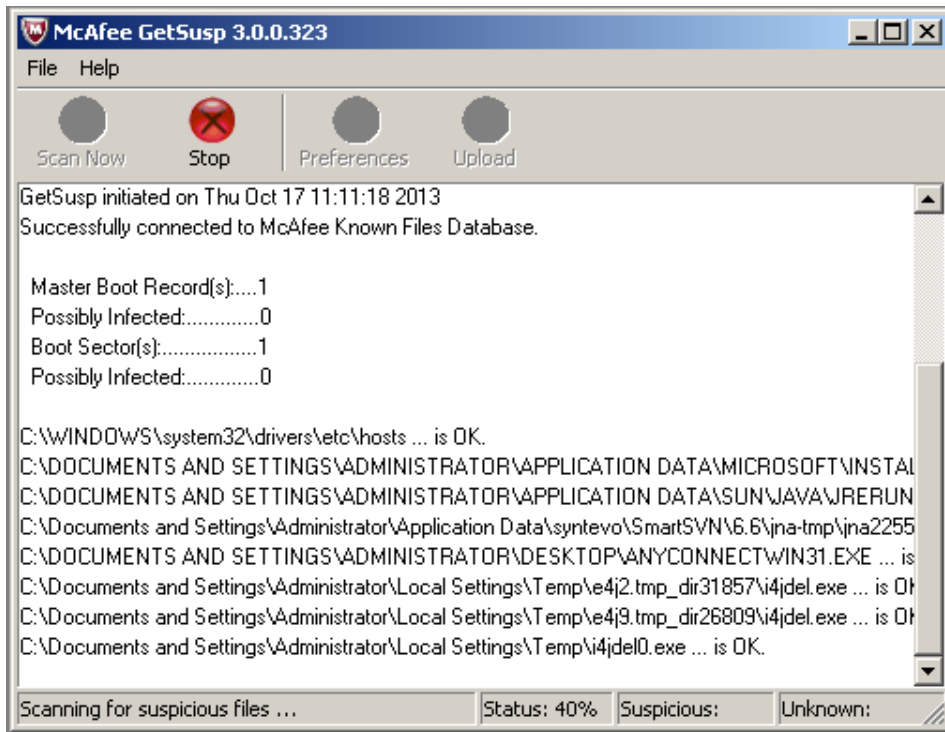 McAfee GetSusp 3.0.0.323
File Help
Scan Now Stop Preferences Upload
GetSusp initiated on Thu Oct 17 11:11:18 2013
Successfully connected to McAfee Known Files Database.
Master Boot Record(s):....1
Possibly Infected:.............0
Boot Sector(s):.................1
Possibly Infected:.............0
C:\WINDOWS\system32\drivers\etc\hosts ... is OK.
C:\DOCUMENTS AND SETTINGS\ADMINISTRATOR\APPLICATION DATA\MICROSOFT\INSTAL
C:\DOCUMENTS AND SETTINGS\ADMINISTRATOR\APPLICATION DATA\SUN\JAVA\JRERUN
C:\Documents and Settings\Administrator\Application Data\syntevo\SmartSVN\6.6\jna-tmp\jna2255
C:\DOCUMENTS AND SETTINGS\ADMINISTRATOR\DESKTOP\ANYCONNECTWIN31.EXE ... is
C:\Documents and Settings\Administrator\Local Settings\Temp\e4j2.tmp_dir31857\i4jdel.exe ... is OK
C:\Documents and Settings\Administrator\Local Settings\Temp\e4j9.tmp_dir26809\i4jdel.exe ... is OK
C:\Documents and Settings\Administrator\Local Settings\Temp\i4jdel0.exe ... is OK.
Scanning for suspicious files ... Status: 40% Suspicious: Unknown: